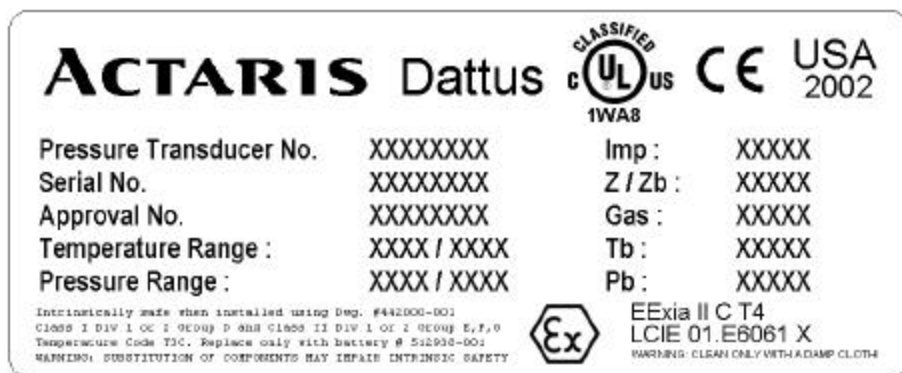 ACTARIS Dattus
CLASSIFIED
C UL US
1WA8
CE
USA
2002
Pressure Transducer No. XXXXXXXX
Serial No. XXXXXXXX
Approval No. XXXXXXXX
Temperature Range : XXXX / XXXX
Pressure Range : XXXX / XXXX
Imp : XXXXX
Z / Zb : XXXXX
Gas : XXXXX
Tb : XXXXX
Pb : XXXXX
Intrinsically safe when installed using Dwg. #442000-001
Class I Div 1 or 2 Group D and Class II Div 1 or 2 Group E,F,G
Temperature Code T3C. Replace only with battery #
WARNING: SUBSTITUTION OF COMPONENTS MAY IMPAIR INTRINSIC SAFETY
Ex
EExia II C T4
LCIE 01.E6061 X
WARNING: CLEAN ONLY WITH A DAMP CLOTH